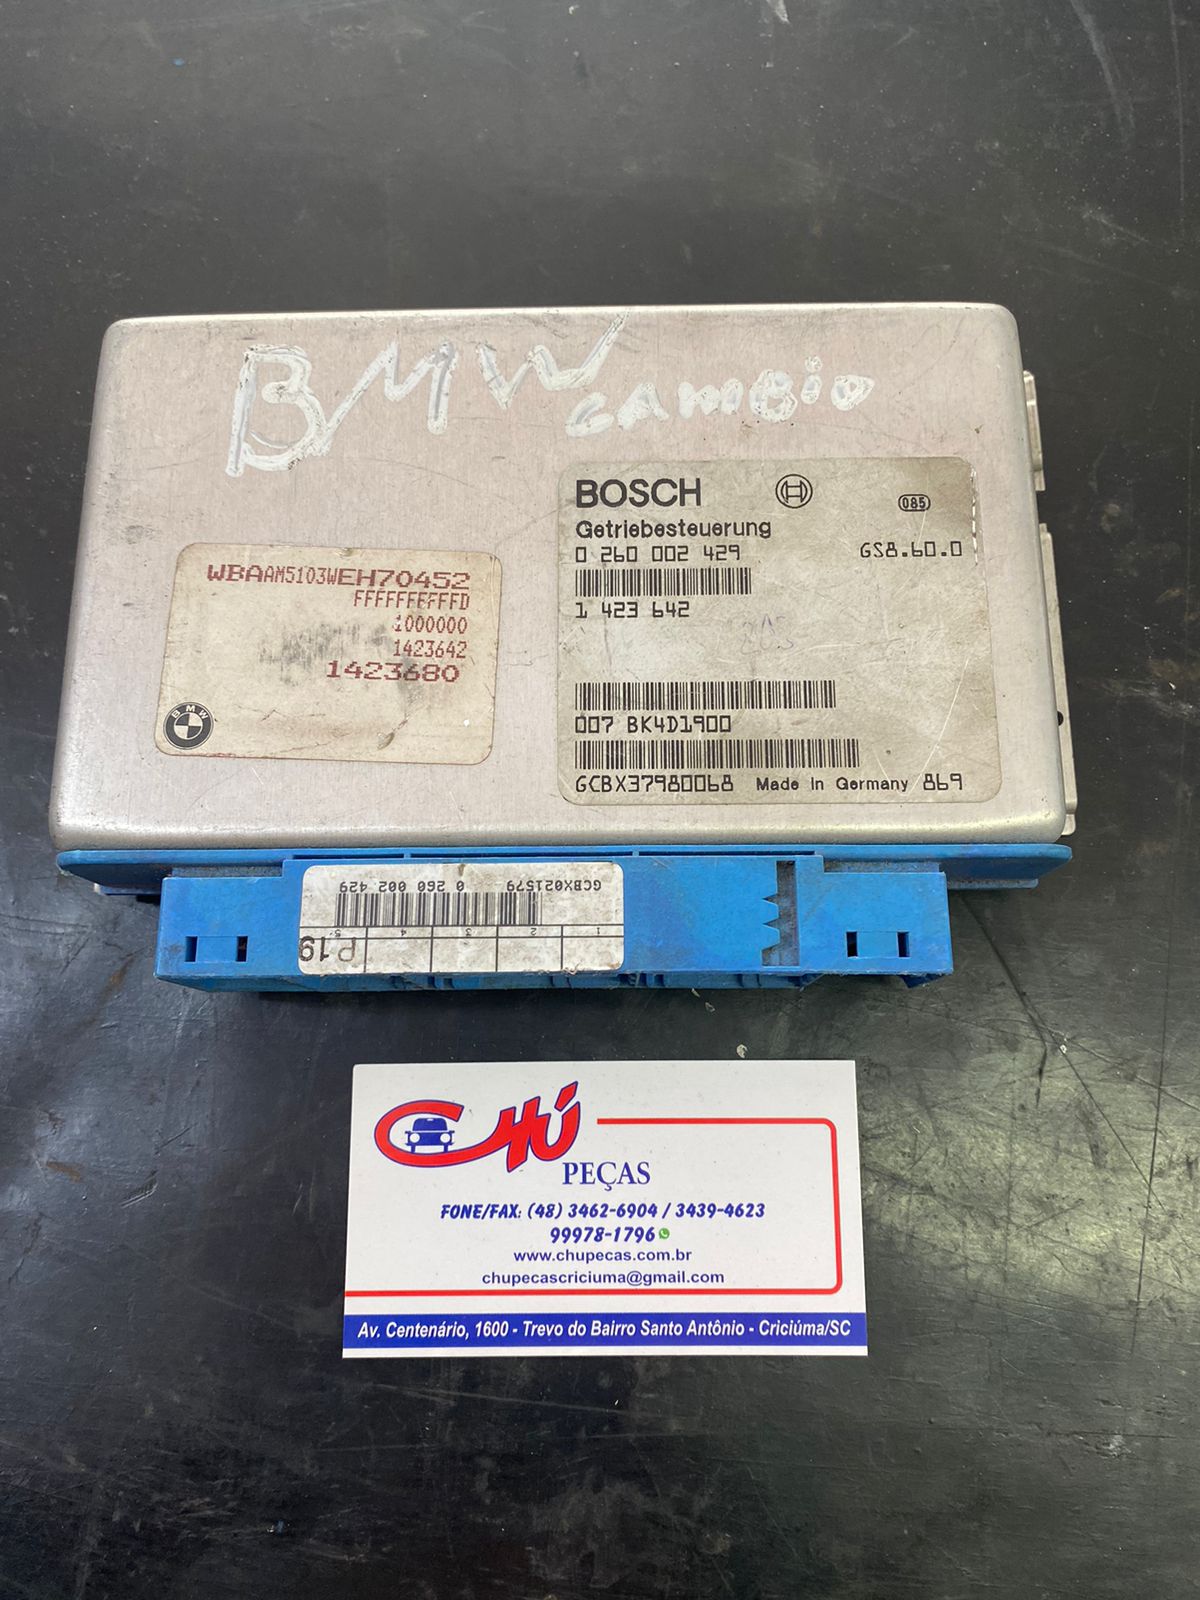 BMW
CAMBiO
BOSCH
085
Getriebesteuerung
0 260 002 429
GS8.60.0
1 423 642
007 BK4D1900
GCBX37980068 Made in Germany 869
WBAAM5103WEH70452
FFFFFFFFFFFD
1000000
1423642
1423680
BMW
GCBX021579
0 260 002 429
1 2 3 4 5
P19
CHÚ
PEÇAS
FONE/FAX: (48) 3462-6904 / 3439-4623
99978-1796
www.chupecas.com.br
chupecascriciuma@gmail.com
Av. Centenário, 1600 - Trevo do Bairro Santo Antônio - Criciúma/SC